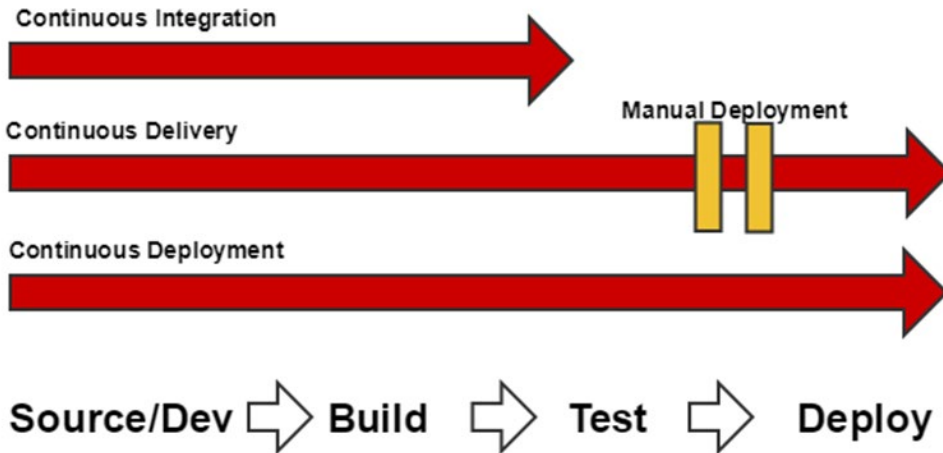 Continuous Integration
Manual Deployment
Continuous Delivery
Continuous Deployment
Source/Dev Build Test Deploy